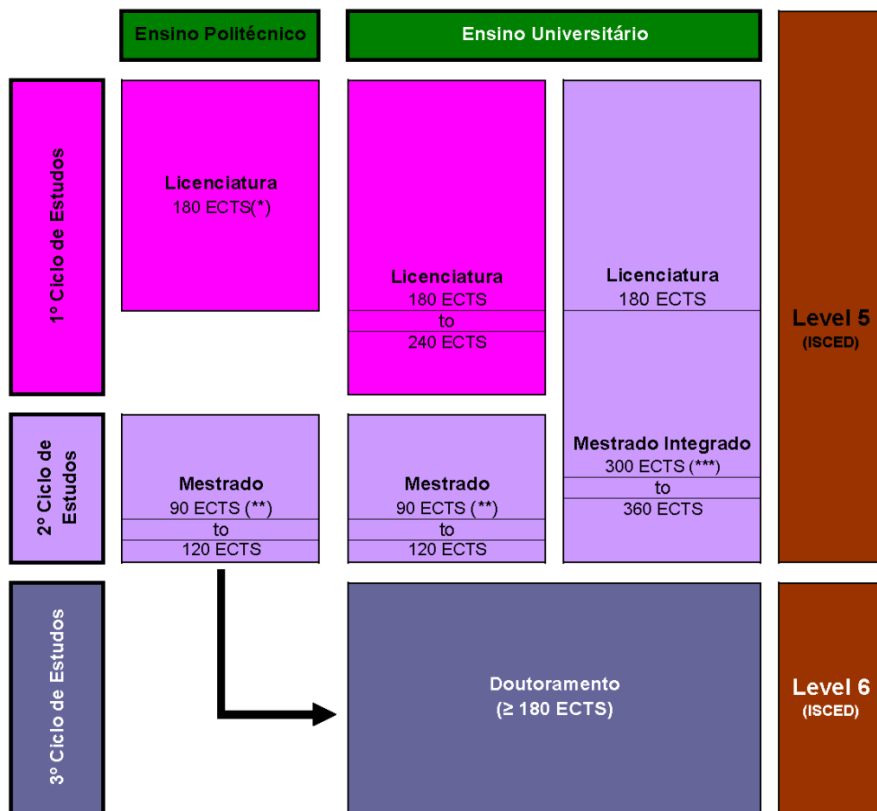 Ensino Politécnico
Ensino Universitário
1º Ciclo de Estudos
Licenciatura
180 ECTS(*)
Licenciatura
180 ECTS
to
240 ECTS
Licenciatura
180 ECTS
Level 5
(ISCED)
2º Ciclo de
Estudos
Mestrado
90 ECTS (**)
to
120 ECTS
Mestrado
90 ECTS (**)
to
120 ECTS
Mestrado Integrado
300 ECTS (***)
to
360 ECTS
3º Ciclo de Estudos
Doutoramento
(≥ 180 ECTS)
Level 6
(ISCED)